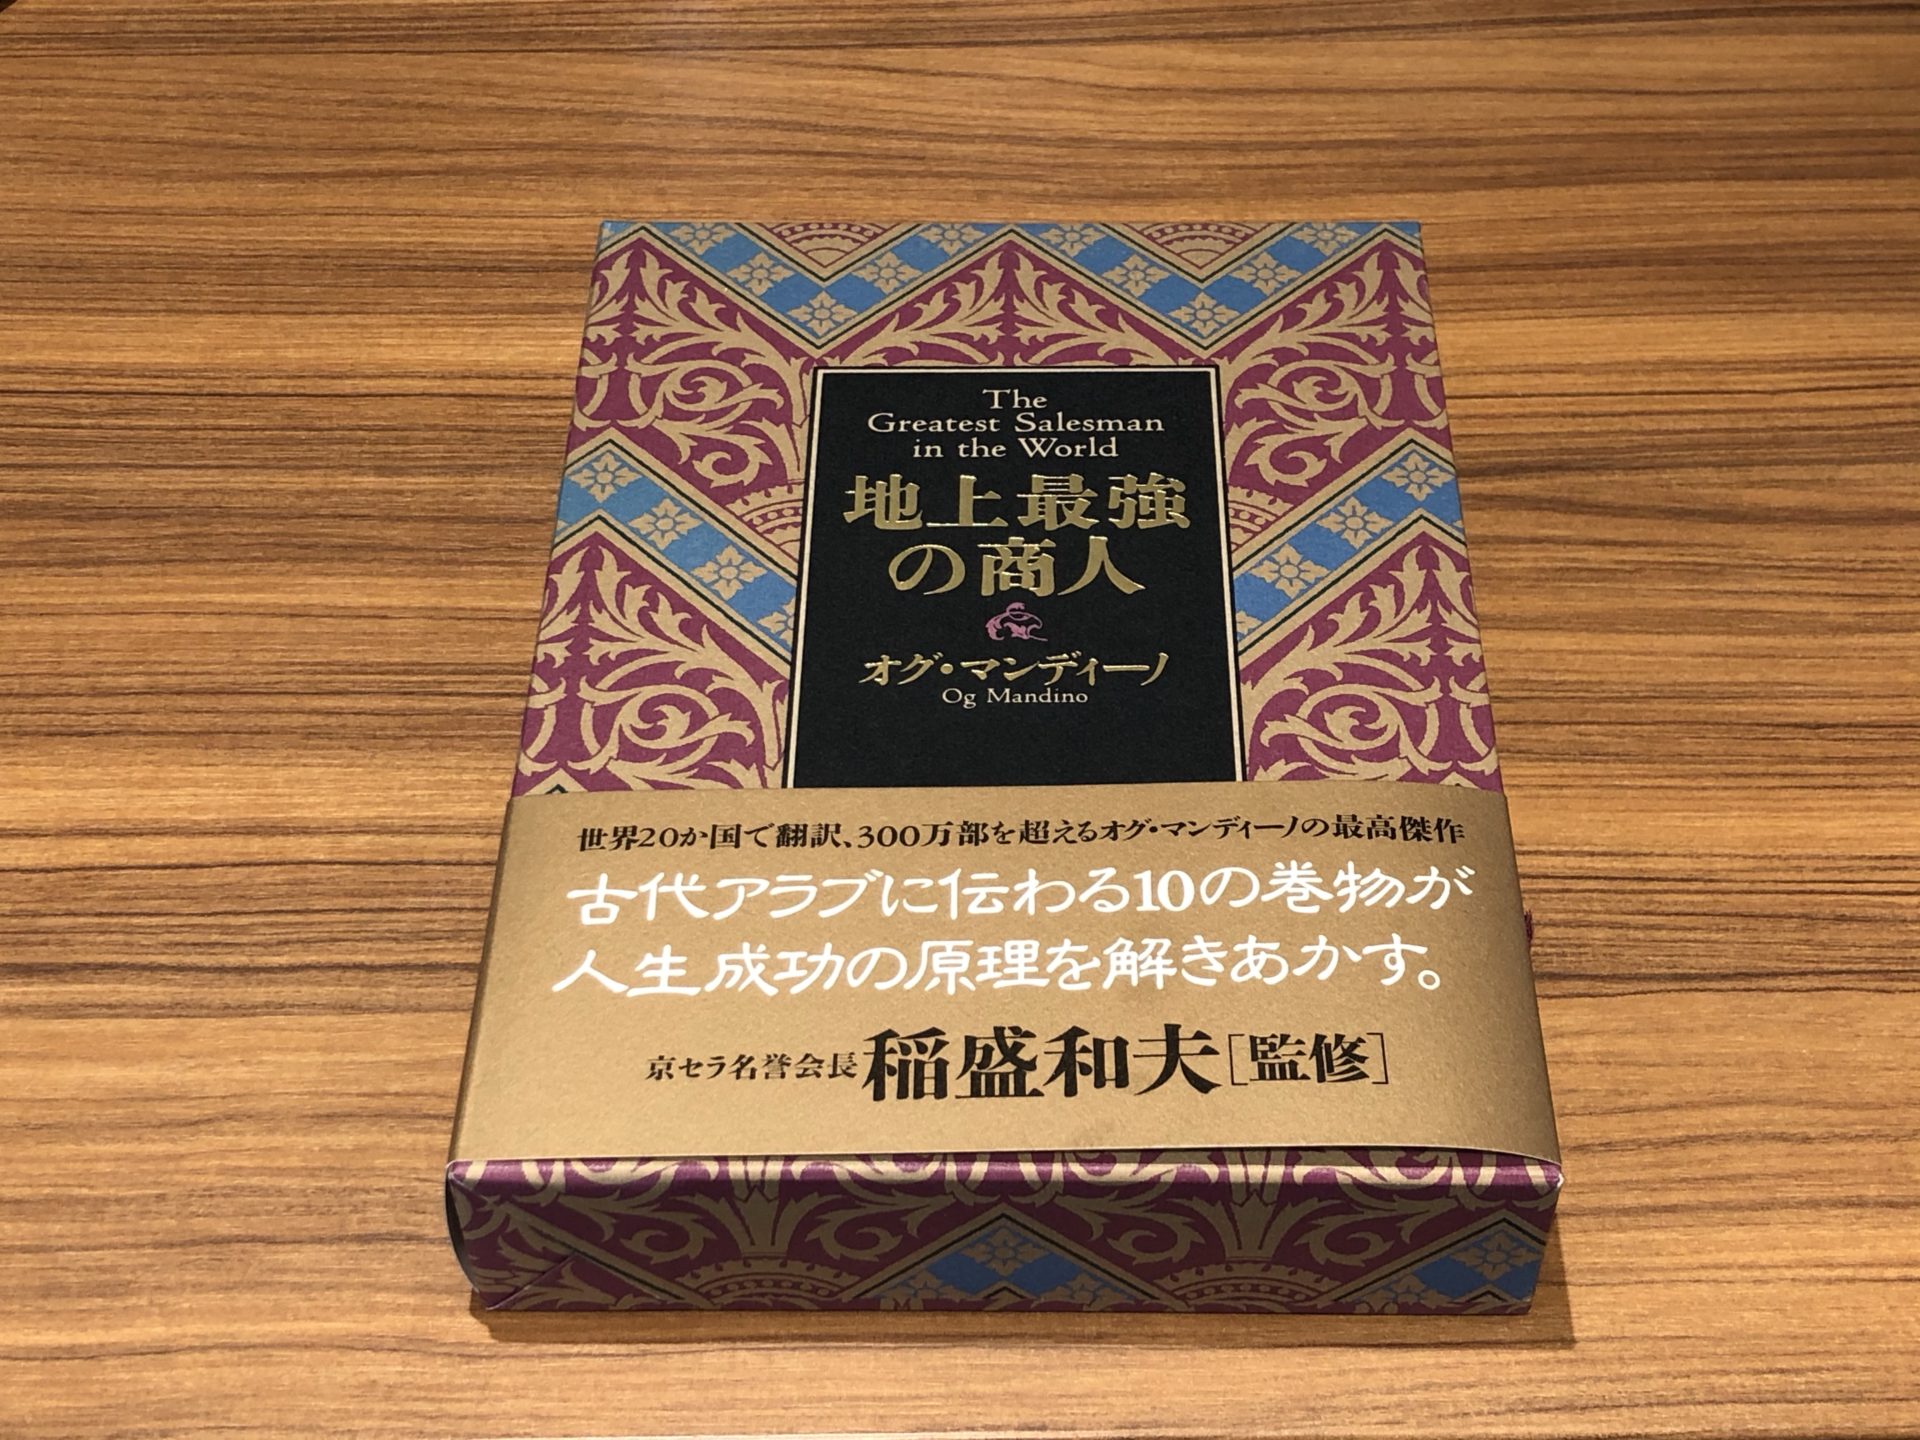 The
Greatest Salesman
in the World
地上最強
の商人
オグ・マンディーノ
Og Mandino
世界20か国で翻訳、300万部を超えるオグ・マンディーノの最高傑作
古代アラブに伝わる10の巻物が
人生成功の原理を解きあかす。
京セラ名誉会長 稲盛和夫[監修]